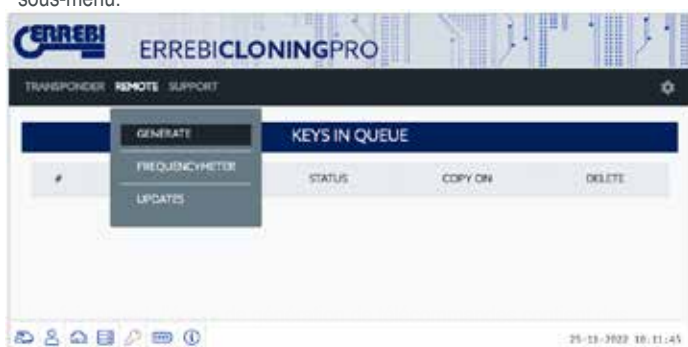 sous-menu.
ERREBI
ERREBICLONINGPRO
TRANSPONDER REMOTE SUPPORT
GENERATE
KEYS IN QUEUE
FREQUENCYMETER
# STATUS COPY ON DELETE
UPDATES
25-11-2022 10:11:45